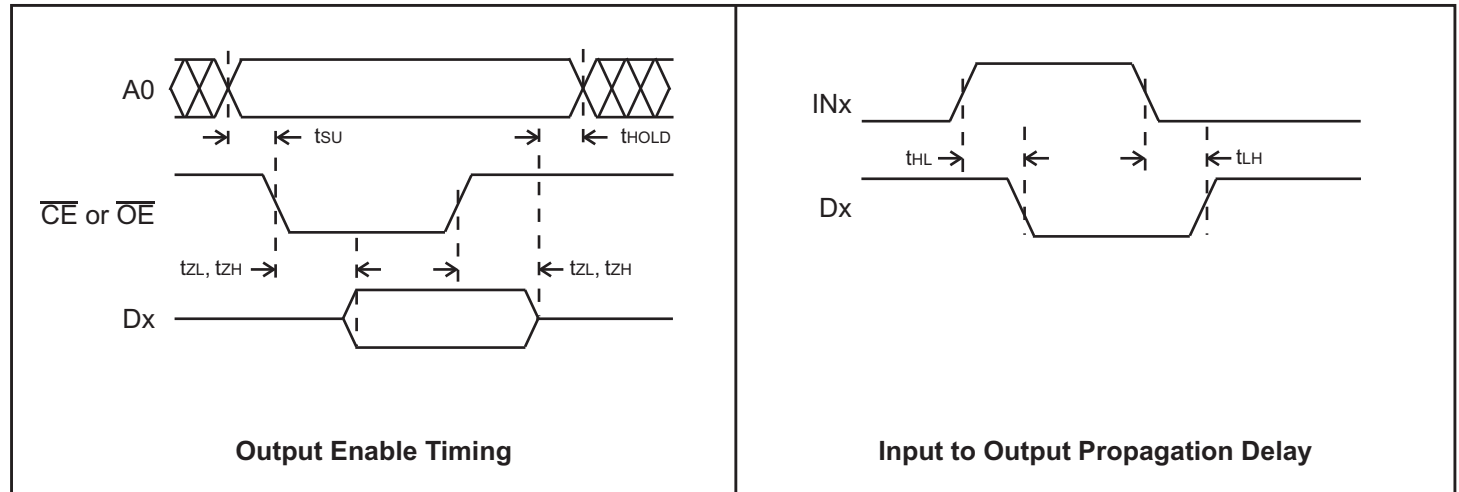 A0
tSU
tHOLD
CE or OE
tZL, tZH
tZL, tZH
Dx
Output Enable Timing
INx
tHL
tLH
Dx
Input to Output Propagation Delay